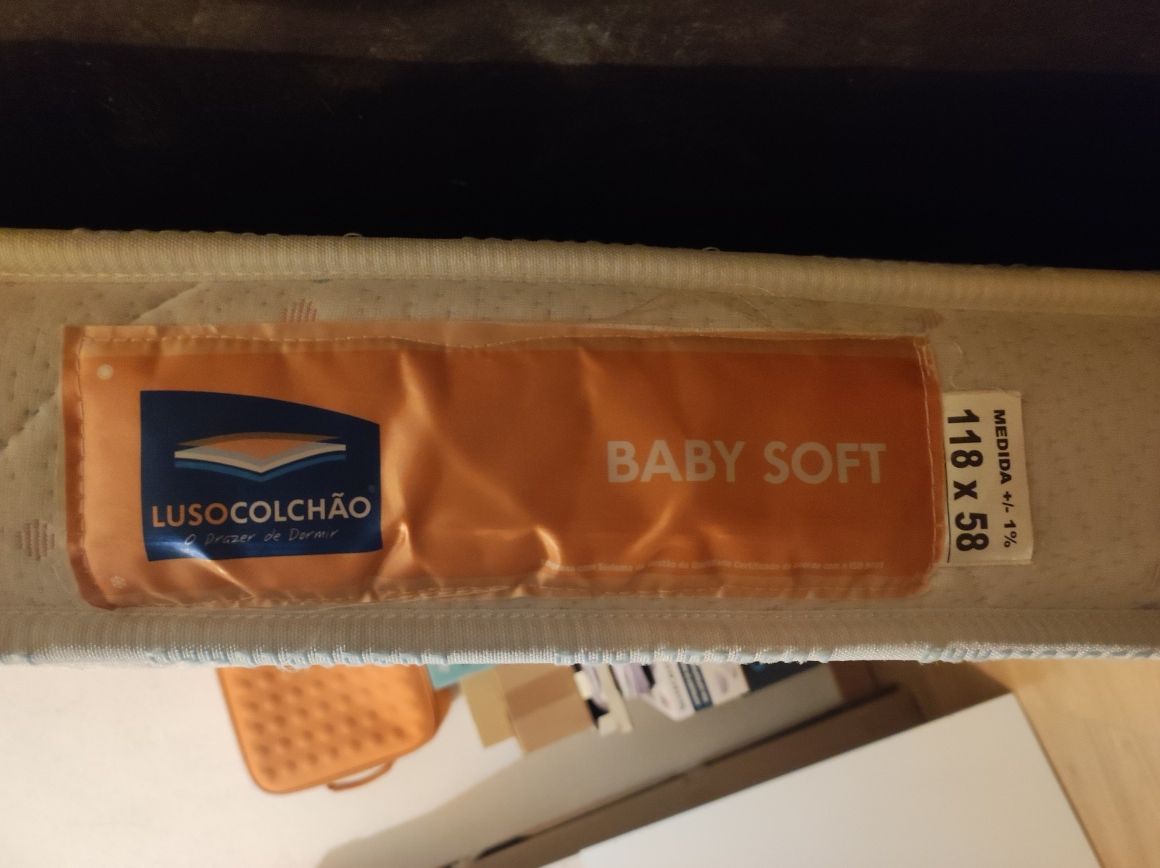 LUSOCOLCHÃO
O Prazer de Dormir
BABY SOFT
MEDIDA +/- 1%
118 x 58